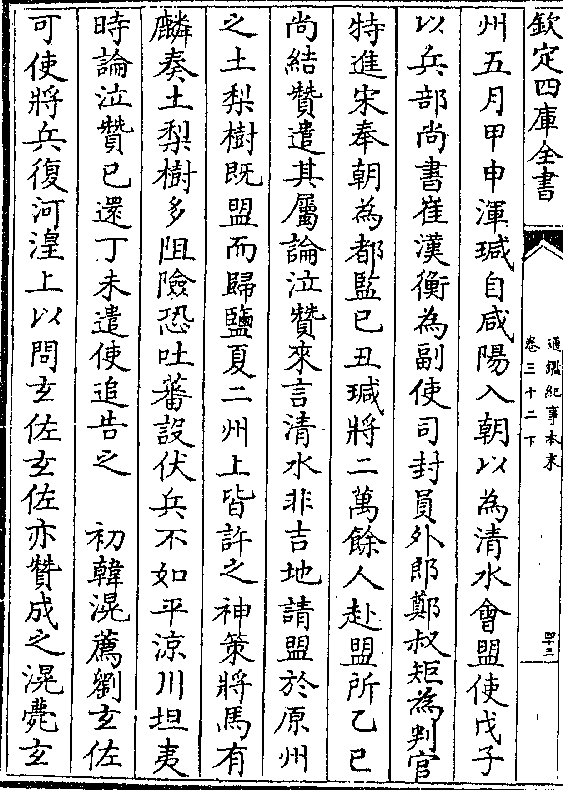 欽定四庫全書
通鑑紀事本末
卷三十二下
四十三
州五月甲申渾瑊自咸陽入朝以為清水會盟使戊子
以兵部尚書崔漢衡為副使司封員外郎鄭叔矩為判官
特進宋奉朝為都監已丑瑊將二萬餘人赴盟所乙巳
尚結贊遣其屬論泣贊來言清水非吉地請盟於原州
之土梨樹既盟而歸鹽夏二州上皆許之神策將馬有
麟奏土梨樹多阻險恐吐蕃設伏兵不如平涼川坦夷
時論泣贊已還丁未遣使追告之　初韓滉薦劉玄佐
可使將兵復河湟上以問玄佐玄佐亦贊成之滉薨玄